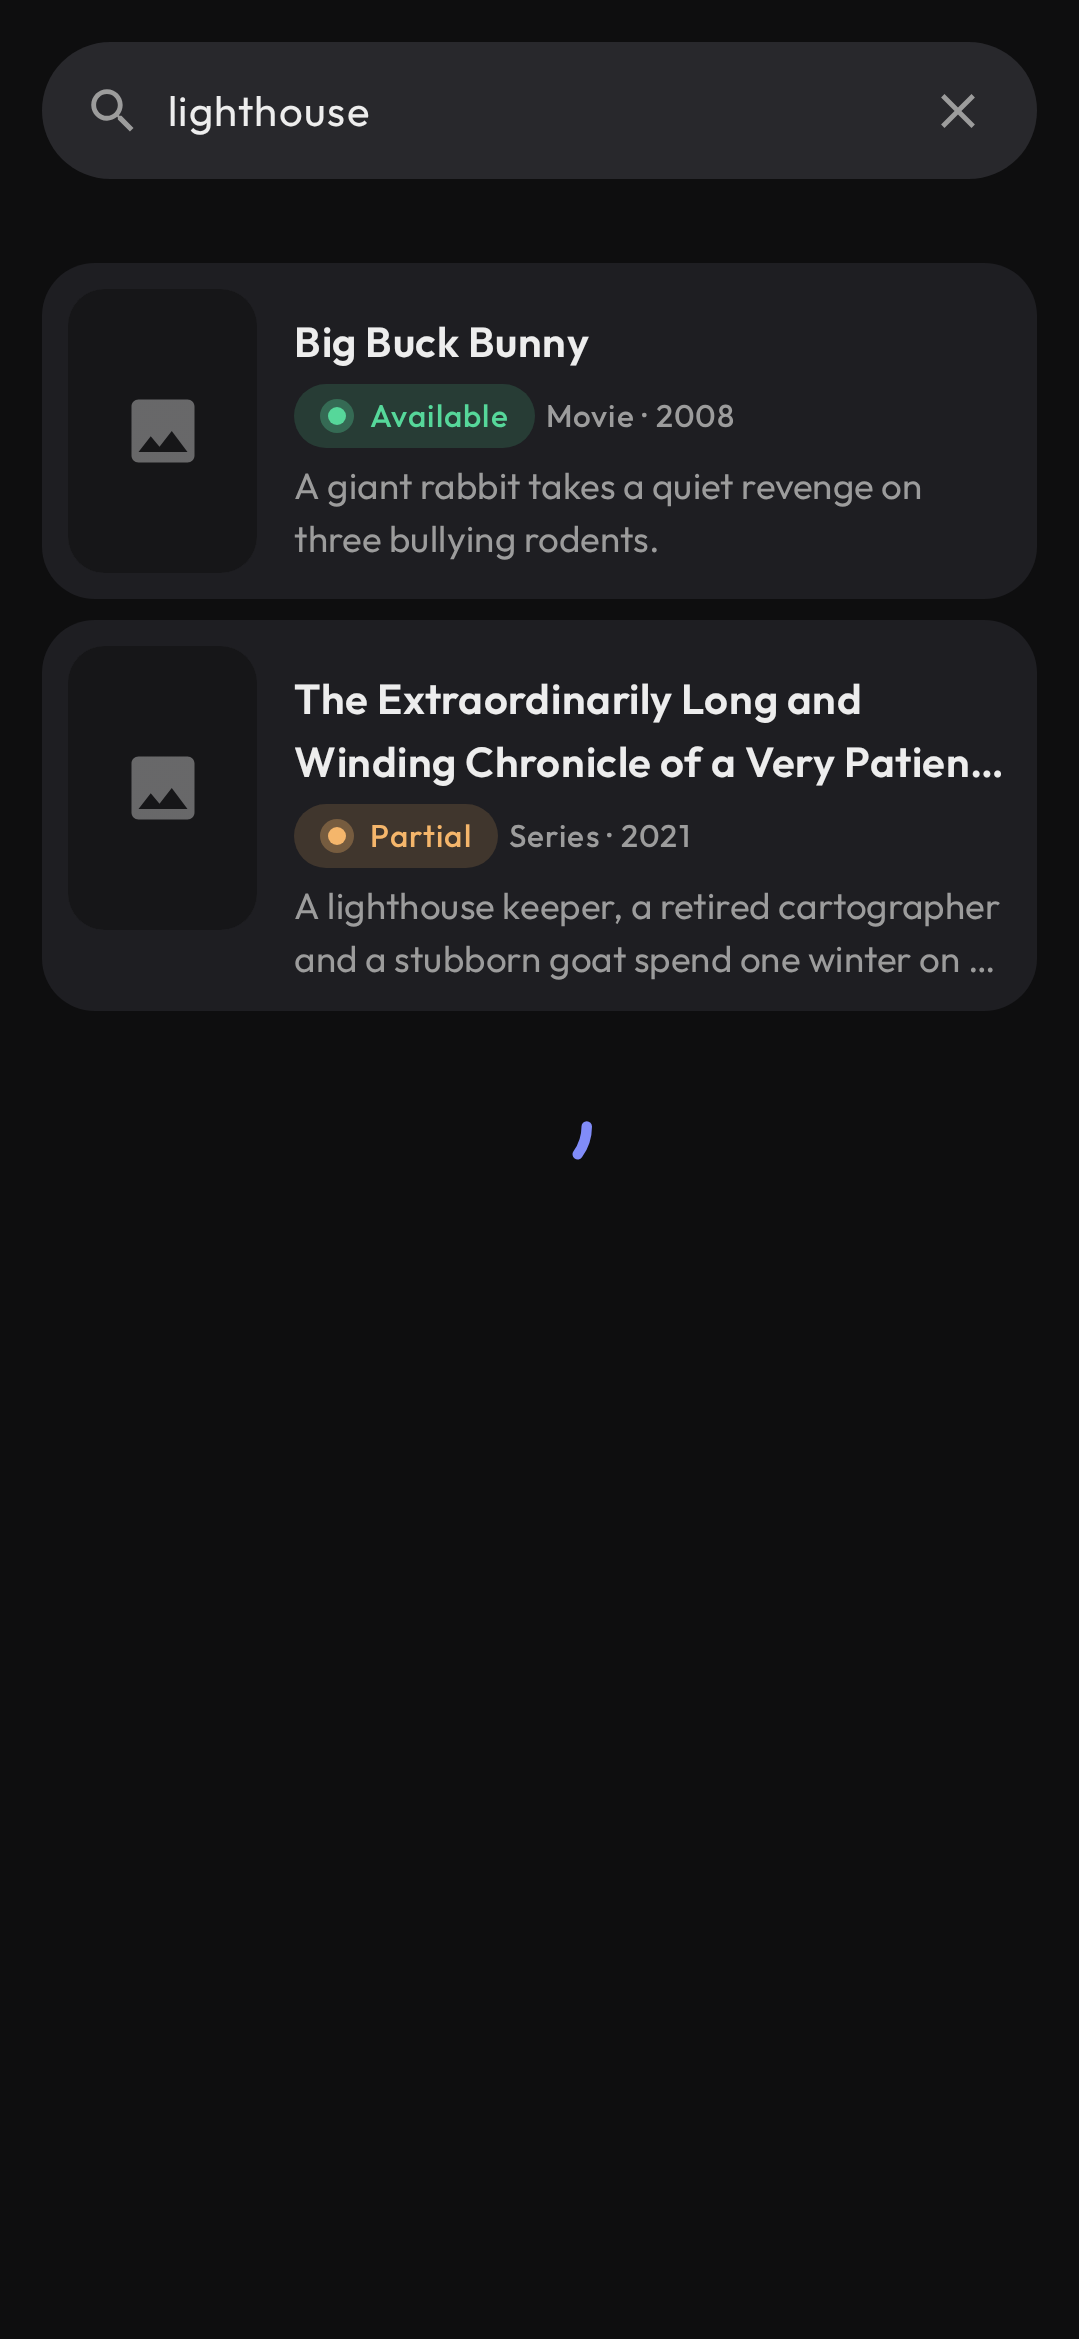 lighthouse
Big Buck Bunny
Available Movie · 2008
A giant rabbit takes a quiet revenge on
three bullying rodents.
The Extraordinarily Long and
Winding Chronicle of a Very Patien...
Partial Series · 2021
A lighthouse keeper, a retired cartographer
and a stubborn goat spend one winter on ...